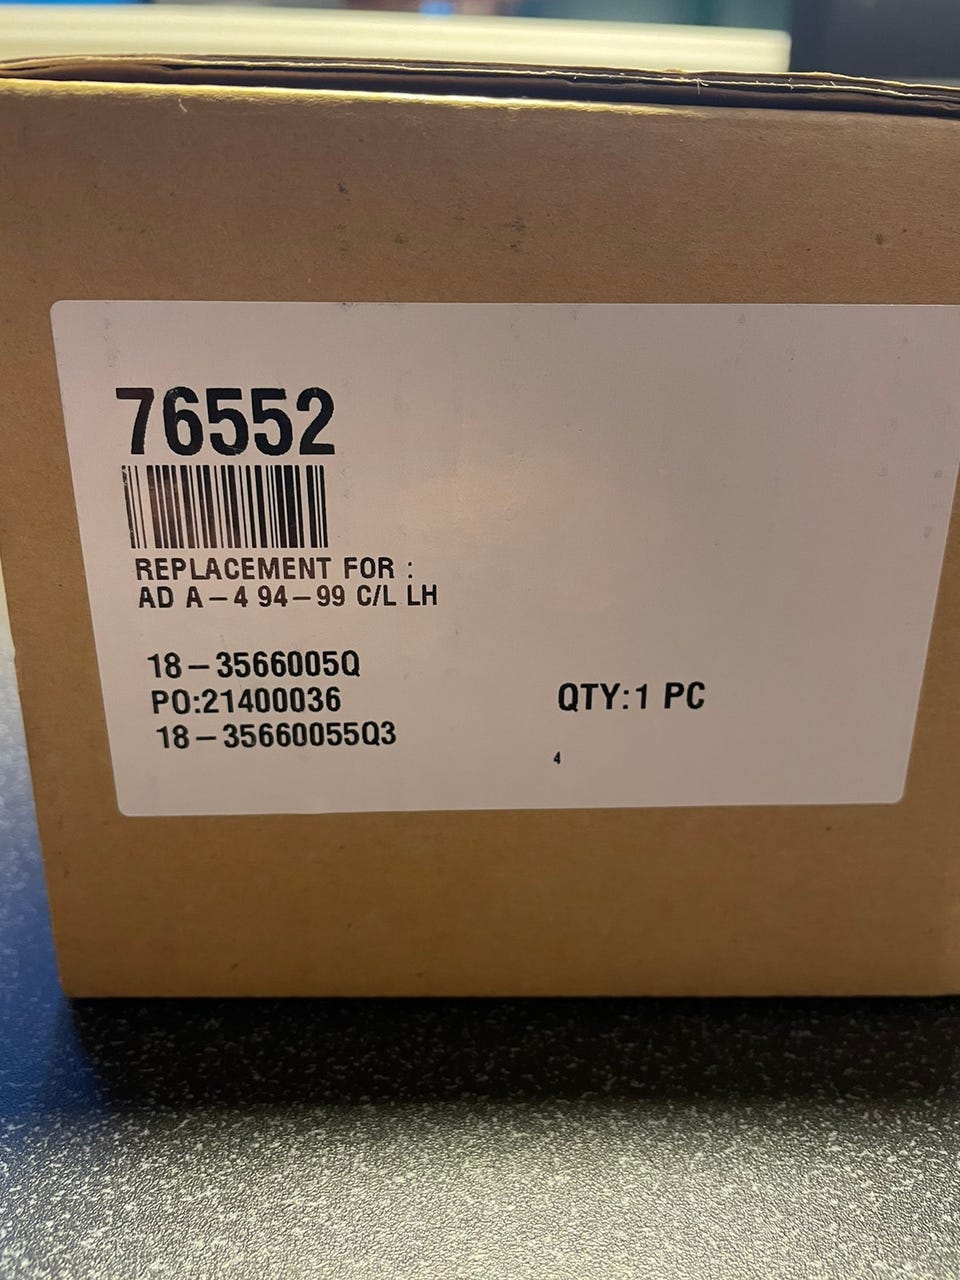 76552
REPLACEMENT FOR :
AD A-4 94-99 C/L LH
18-3566005Q
PO:21400036
QTY:1 PC
18-35660055Q3
4